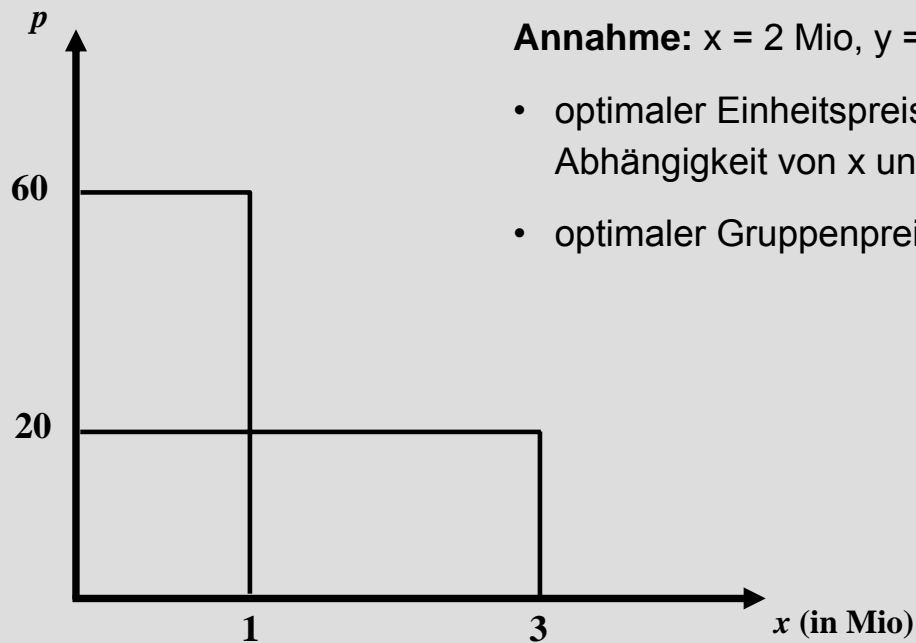 p
Annahme: x = 2 Mio, y =
• optimaler Einheitspreis
Abhängigkeit von x un
• optimaler Gruppenprei
60
20
1
3
x (in Mio)